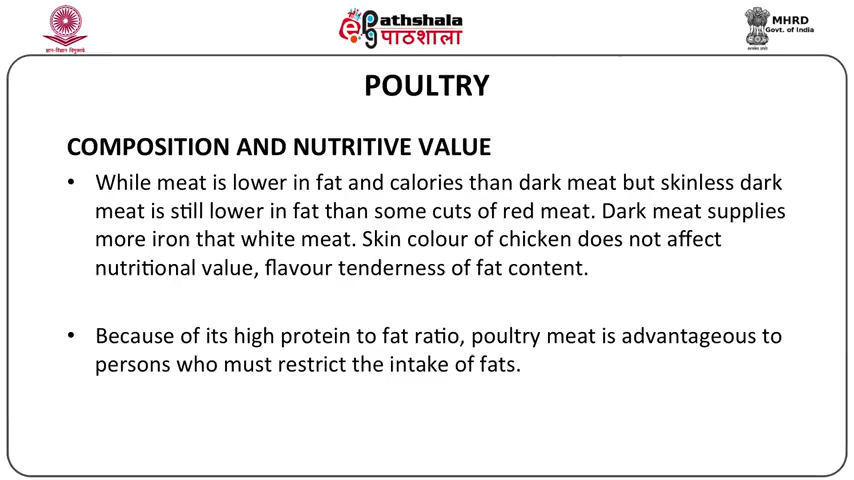 ePathshala
पाठशाला
MHRD
Govt. of India
POULTRY
COMPOSITION AND NUTRITIVE VALUE
• While meat is lower in fat and calories than dark meat but skinless dark
meat is still lower in fat than some cuts of red meat. Dark meat supplies
more iron that white meat. Skin colour of chicken does not affect
nutritional value, flavour tenderness of fat content.
• Because of its high protein to fat ratio, poultry meat is advantageous to
persons who must restrict the intake of fats.